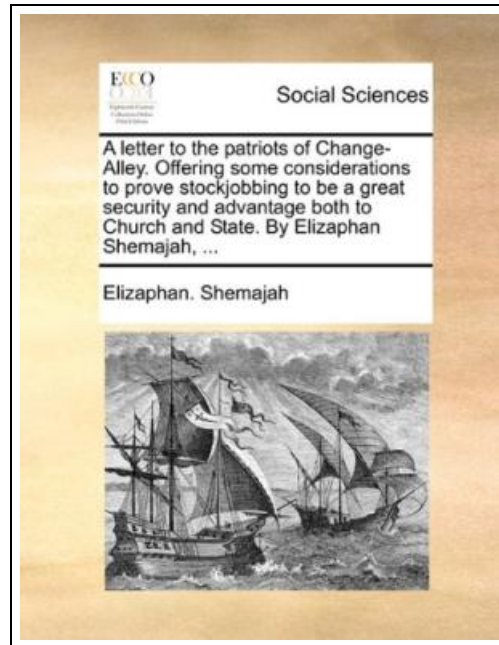 ECCO
Social Sciences
A letter to the patriots of Change-
Alley. Offering some considerations
to prove stockjobbing to be a great
security and advantage both to
Church and State. By Elizaphan
Shemajah, ...
Elizaphan. Shemajah